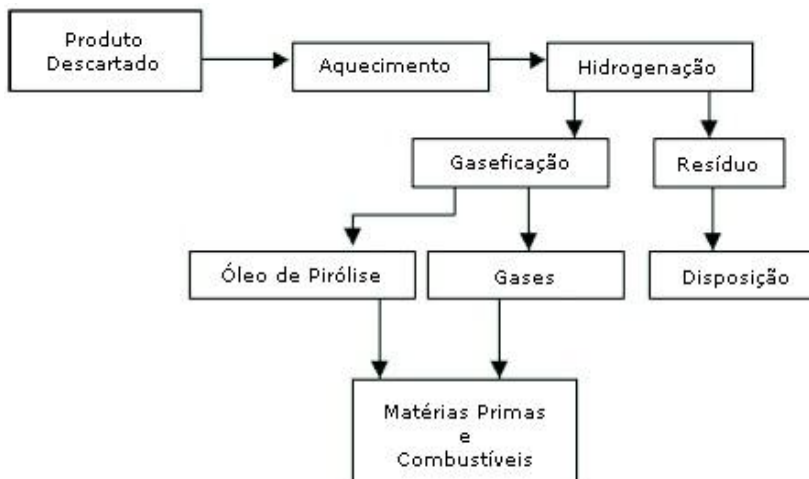 Produto
Descartado
Aquecimento
Hidrogenação
Gaseficação
Resíduo
Óleo de Pirólise
Gases
Disposição
Matérias Primas
e
Combustíveis